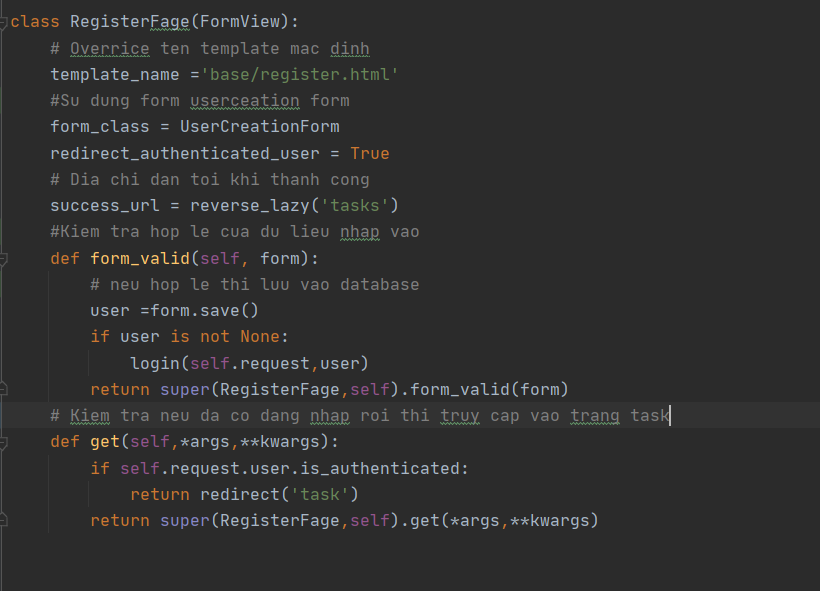 class RegisterFage(FormView):
# Overrice ten template mac dinh
template_name ='base/register.html'
#Su dung form userceation form
form_class = UserCreationForm
redirect_authenticated_user = True
# Dia chi dan toi khi thanh cong
success_url = reverse_lazy('tasks')
#Kiem tra hop le cua du lieu nhap vao
def form_valid(self, form):
# neu hop le thi luu vao database
user =form.save()
if user is not None:
login(self.request,user)
return super(RegisterFage,self).form_valid(form)
# Kiem tra neu da co dang nhap roi thi truy cap vao trang task
def get(self,*args,**kwargs):
if self.request.user.is_authenticated:
return redirect('task')
return super(RegisterFage,self).get(*args,**kwargs)